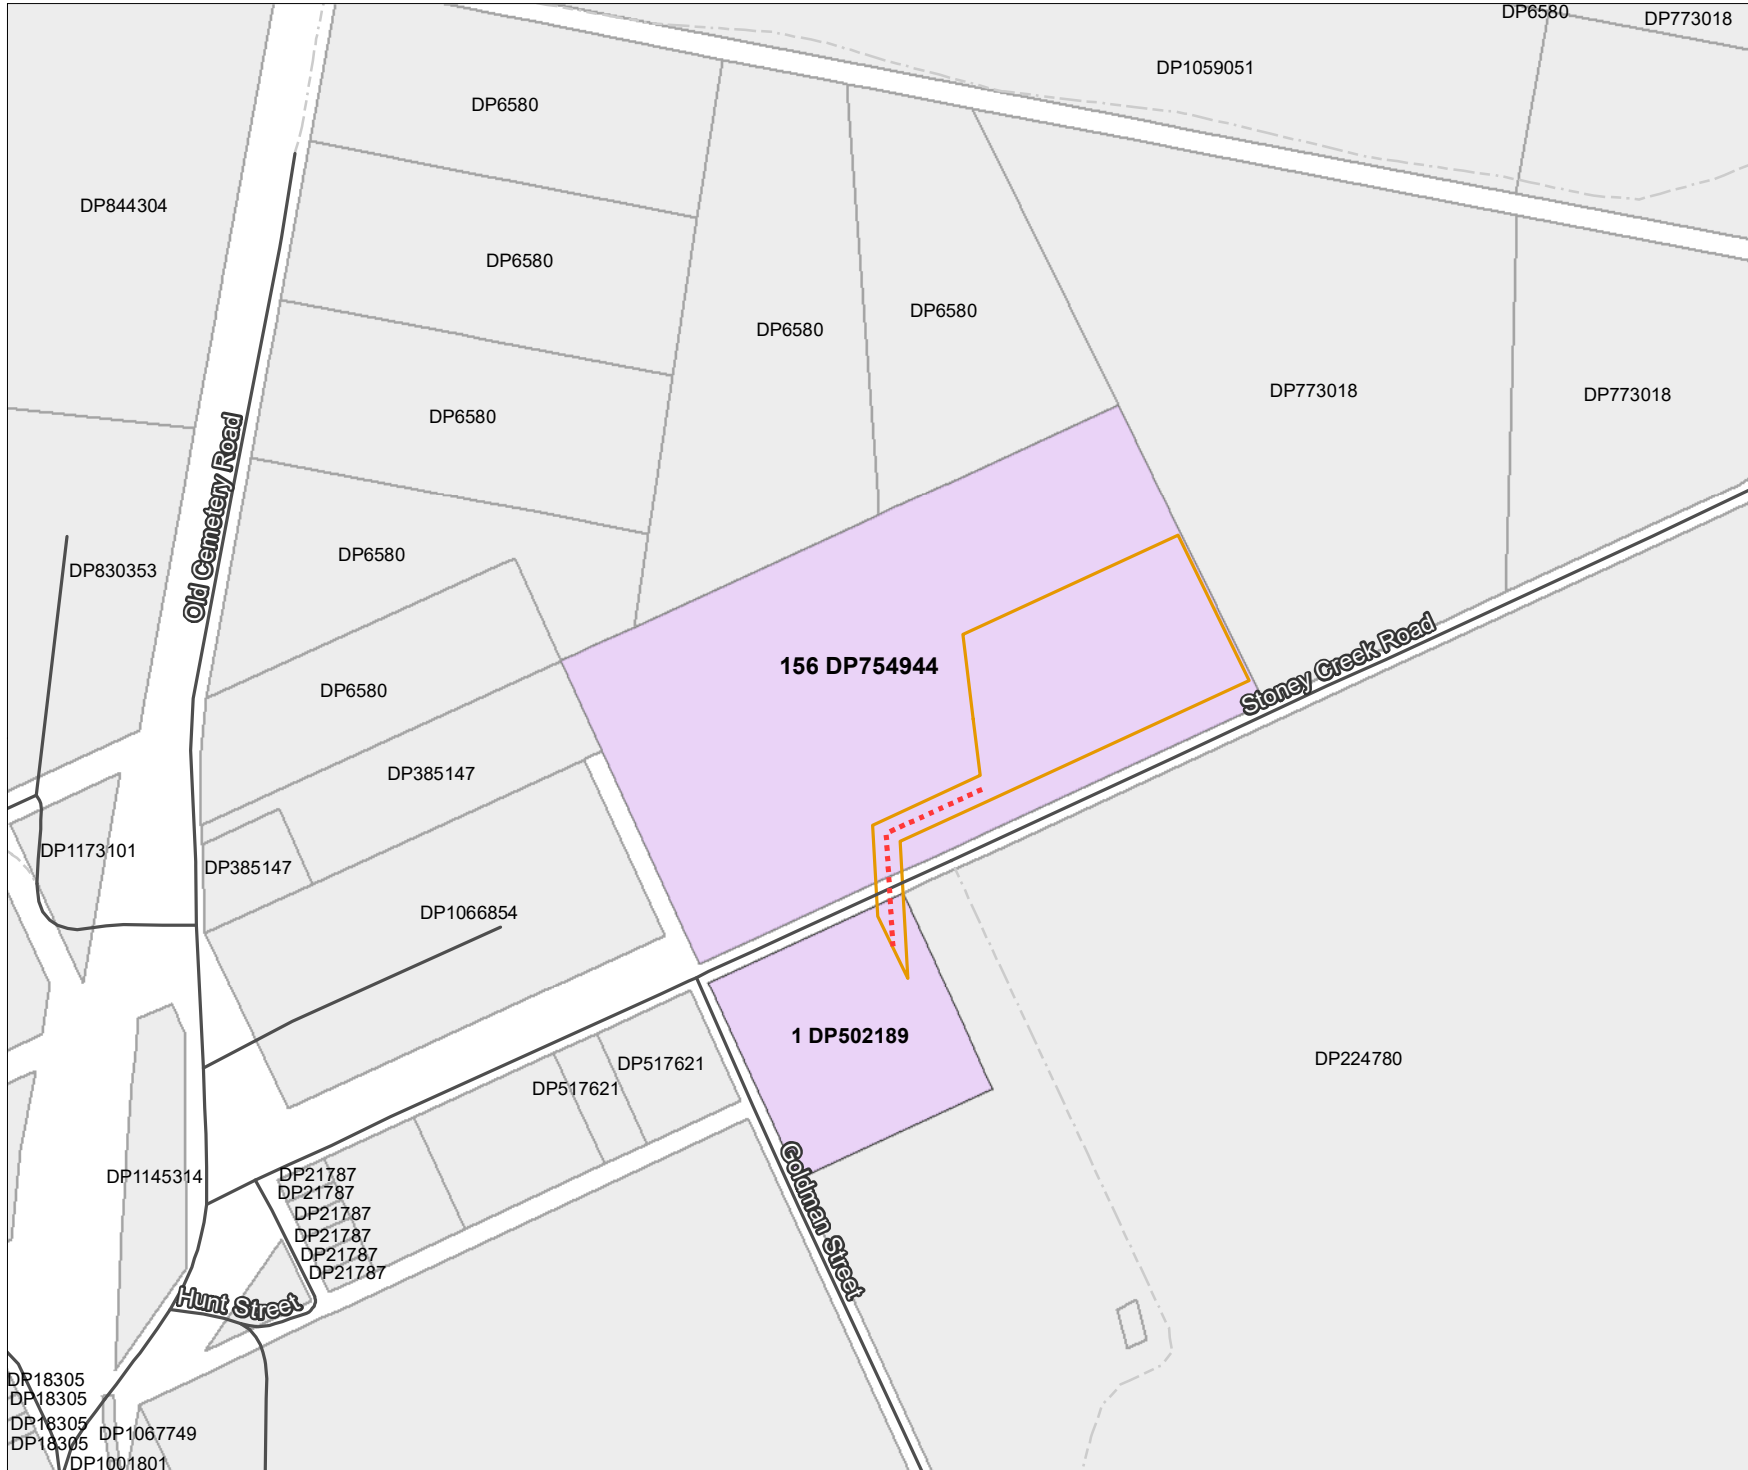 DP6580
DP773018
DP1059051
DP6580
DP844304
DP6580
DP6580
DP6580
DP773018
DP773018
DP6580
Old Cemetery Road
DP6580
DP830353
Stoney Creek Road
156 DP754944
DP6580
DP385147
DP1173101
DP385147
DP1066854
1 DP502189
DP517621
DP517621
DP224780
DP1145314
DP21787
DP21787
DP21787
DP21787
DP21787
DP21787
Goldman Street
Hunt Street
DP18305
DP18305
DP18305
DP18305
DP1067749
DP1001801